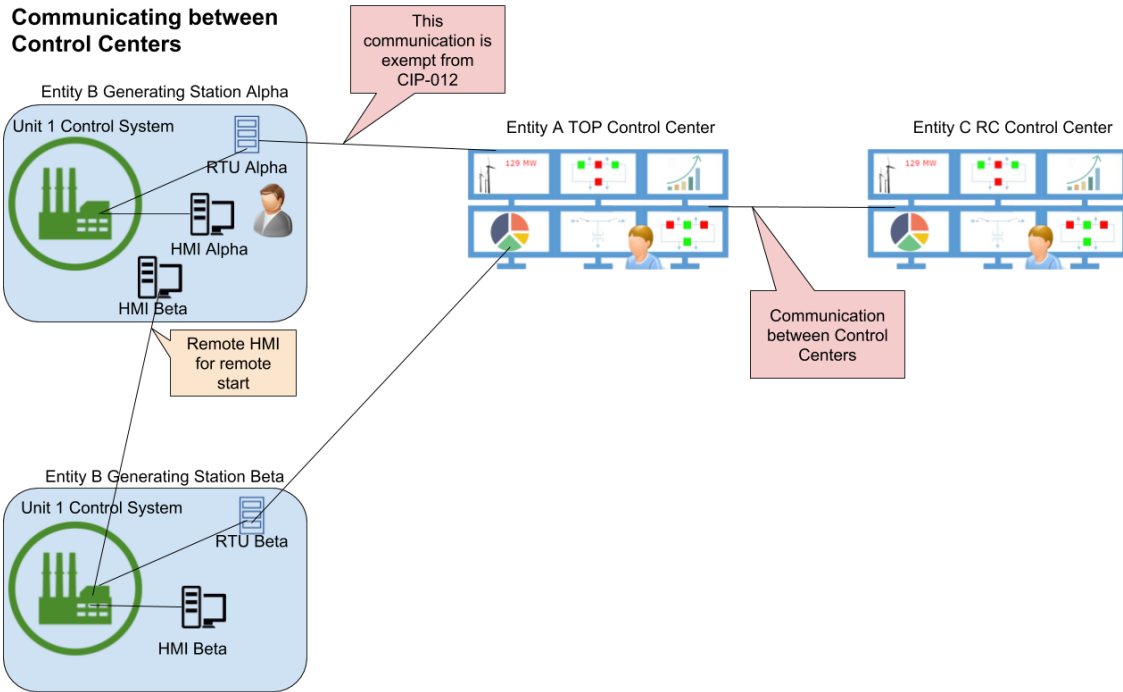 Communicating between
Control Centers
This
communication is
exempt from
CIP-012
Entity B Generating Station Alpha
Unit 1 Control System
RTU Alpha
HMI Alpha
HMI Beta
Remote HMI
for remote
start
Entity A TOP Control Center
129 MW
Entity C RC Control Center
129 MW
Communication
between Control
Centers
Entity B Generating Station Beta
Unit 1 Control System
RTU Beta
HMI Beta